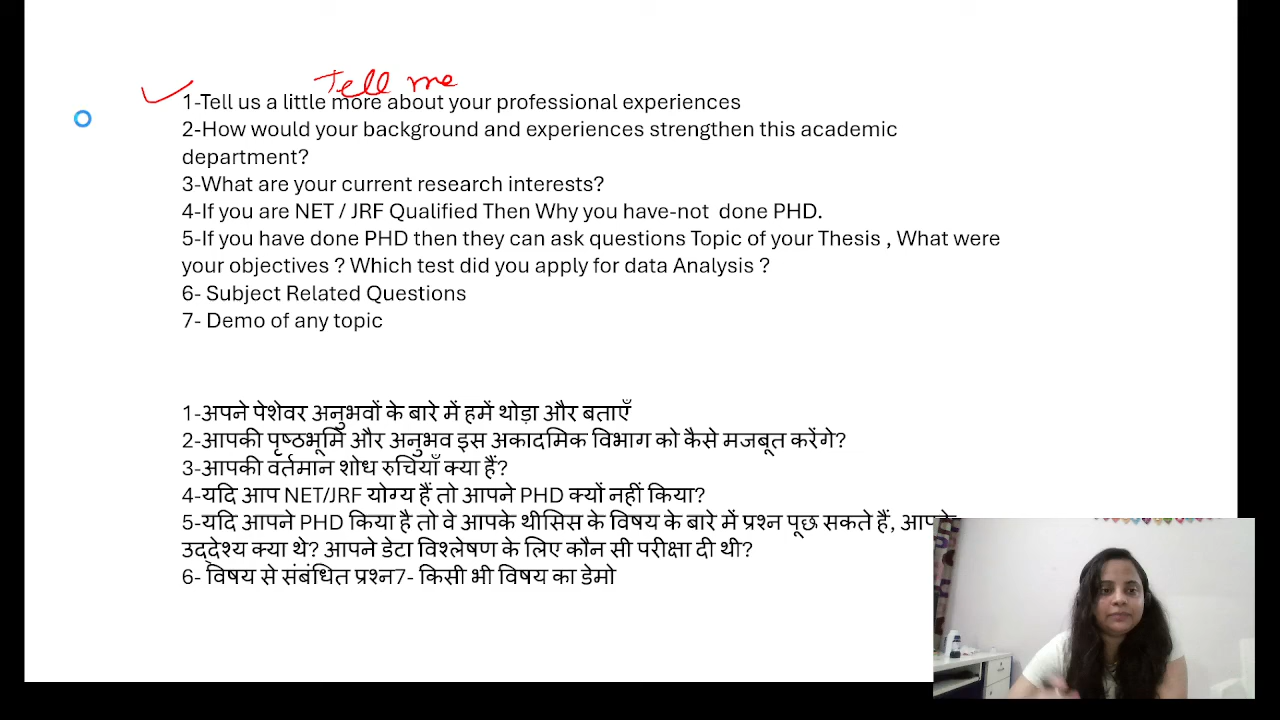 Tell me
1-Tell us a little more about your professional experiences
2-How would your background and experiences strengthen this academic
department?
3-What are your current research interests?
4-If you are NET / JRF Qualified Then Why you have-not done PHD.
5-If you have done PHD then they can ask questions Topic of your Thesis , What were
your objectives ? Which test did you apply for data Analysis ?
6- Subject Related Questions
7- Demo of any topic
1-अपने पेशेवर अनुभवों के बारे में हमें थोड़ा और बताएँ
2-आपकी पृष्ठभूमि और अनुभव इस अकादमिक विभाग को कैसे मजबूत करेंगे?
3-आपकी वर्तमान शोध रुचियाँ क्या हैं?
4-यदि आप NET/JRF योग्य हैं तो आपने PHD क्यों नहीं किया?
5-यदि आपने PHD किया है तो वे आपके थीसिस के विषय के बारे में प्रश्न पूछ सकते हैं, आपके
उद्देश्य क्या थे? आपने डेटा विश्लेषण के लिए कौन सी परीक्षा दी थी?
6- विषय से संबंधित प्रश्न7- किसी भी विषय का डेमो